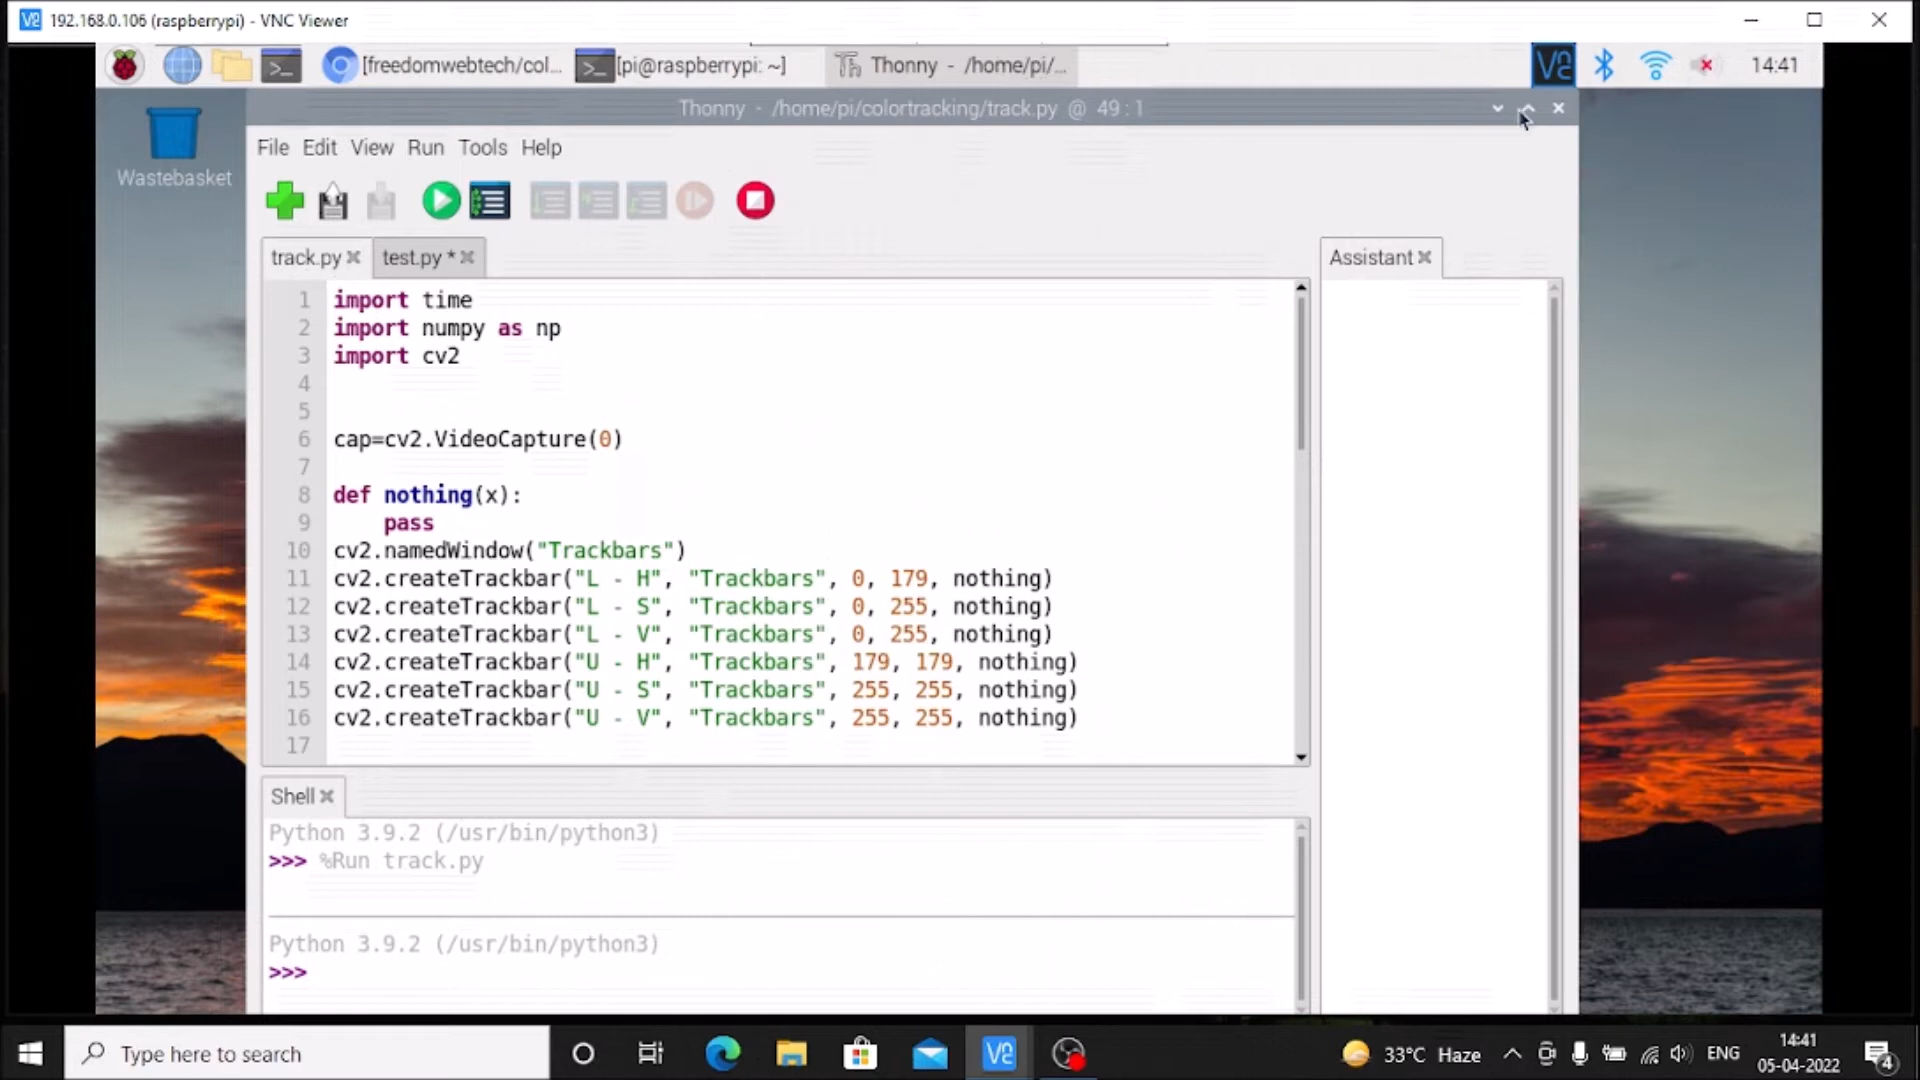 192.168.0.106 (raspberrypi) - VNC Viewer
[freedomwebtech/col... [pi@raspberrypi: ~] Thonny - /home/pi/... 14:41
Thonny - /home/pi/colortracking/track.py @ 49 : 1
Wastebasket
File Edit View Run Tools Help
track.py test.py * Assistant
1 import time
2 import numpy as np
3 import cv2
4
5
6 cap=cv2.VideoCapture(0)
7
8 def nothing(x):
9 pass
10 cv2.namedWindow("Trackbars")
11 cv2.createTrackbar("L - H", "Trackbars", 0, 179, nothing)
12 cv2.createTrackbar("L - S", "Trackbars", 0, 255, nothing)
13 cv2.createTrackbar("L - V", "Trackbars", 0, 255, nothing)
14 cv2.createTrackbar("U - H", "Trackbars", 179, 179, nothing)
15 cv2.createTrackbar("U - S", "Trackbars", 255, 255, nothing)
16 cv2.createTrackbar("U - V", "Trackbars", 255, 255, nothing)
17
Shell
Python 3.9.2 (/usr/bin/python3)
>>> %Run track.py
Python 3.9.2 (/usr/bin/python3)
>>>
Type here to search 33°C Haze ENG 14:41
05-04-2022
4